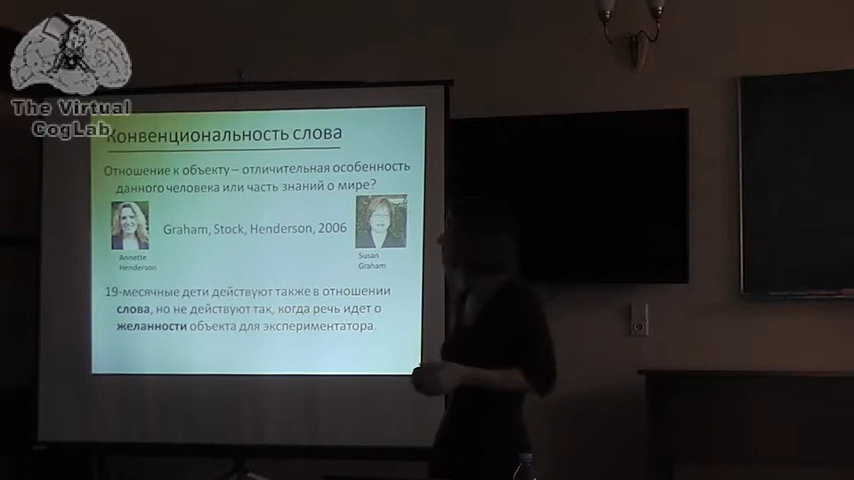 The Virtual
CogLab
Конвенциональность слова
Отношение к объекту – отличительная особенность
данного человека или часть знаний о мире?
Graham, Stock, Henderson, 2006
Annette
Henderson
Susan
Graham
19-месячные дети действуют также в отношении
слова, но не действуют так, когда речь идет о
желанности объекта для экспериментатора.